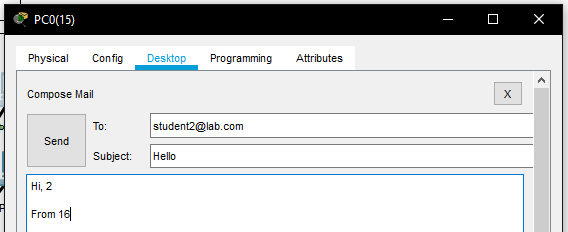 PC0(15)
Physical Config Desktop Programming Attributes
Compose Mail X
Send
To: student2@lab.com
Subject: Hello
Hi, 2
From 16